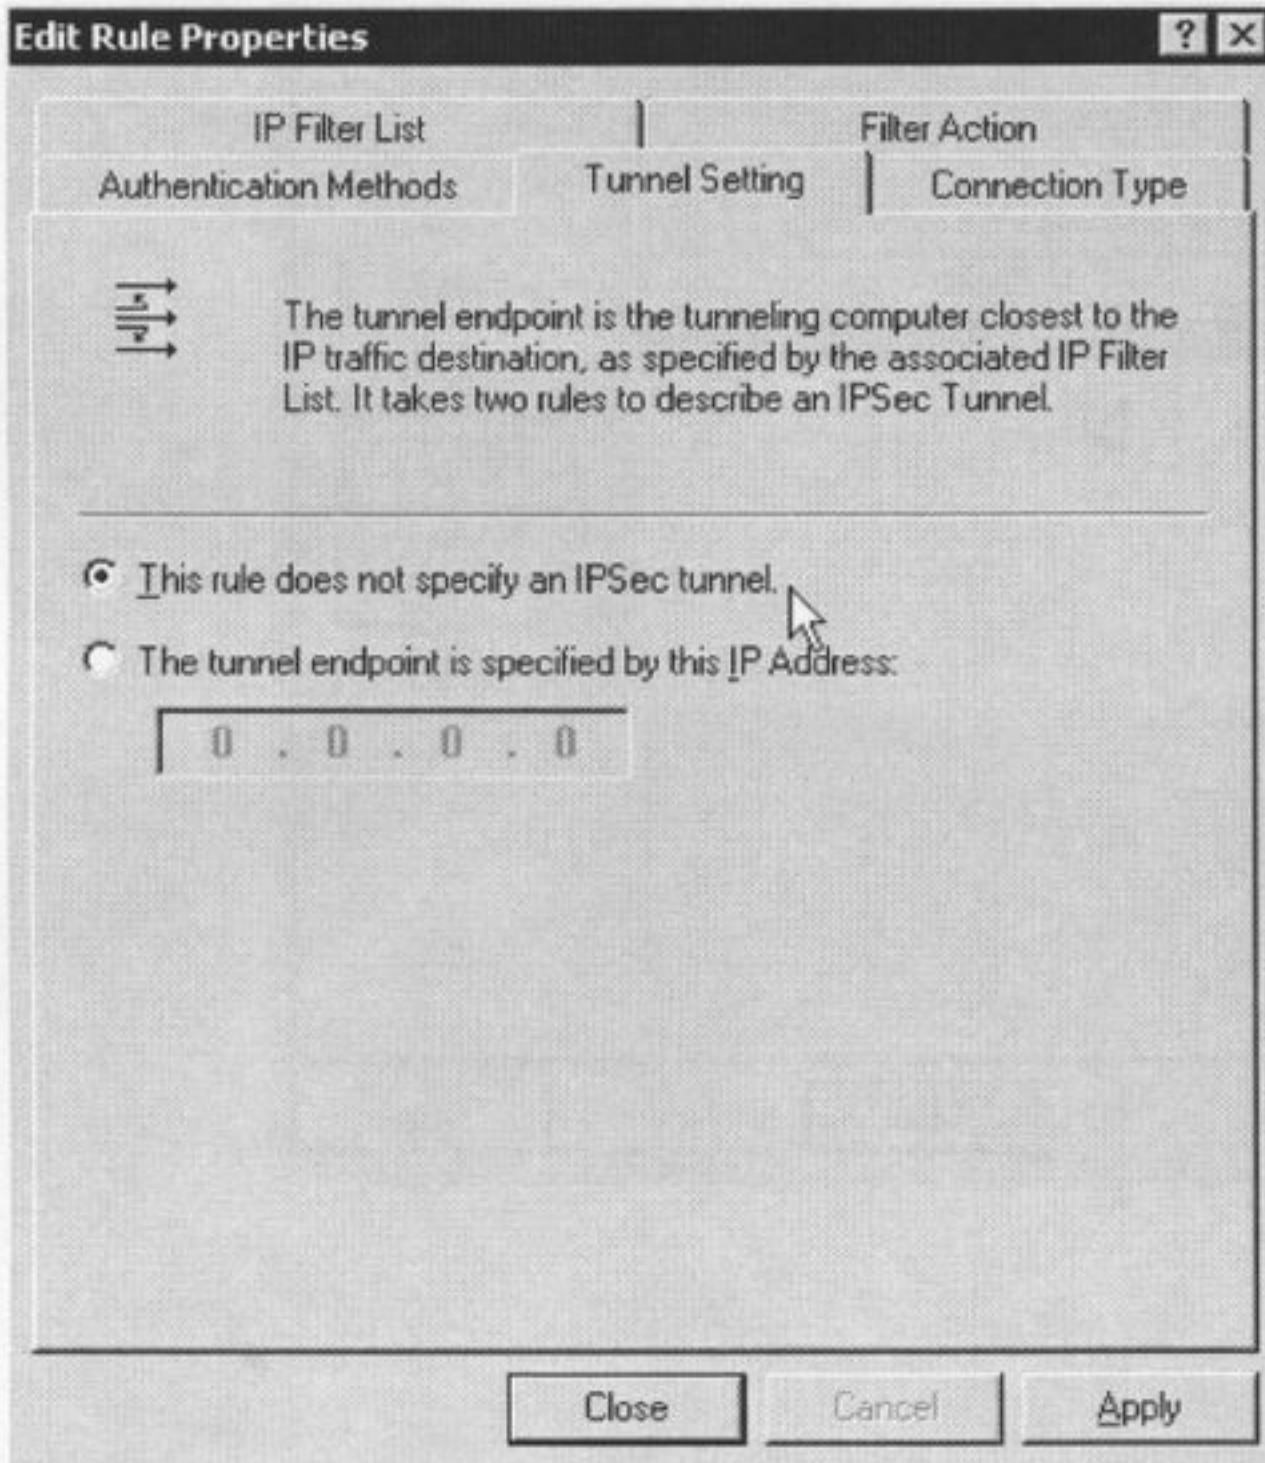 Edit Rule Properties
IP Filter List
Filter Action
Authentication Methods
Tunnel Setting
Connection Type
The tunnel endpoint is the tunneling computer closest to the
IP traffic destination, as specified by the associated IP Filter
List. It takes two rules to describe an IPSec Tunnel.
This rule does not specify an IPSec tunnel.
The tunnel endpoint is specified by this IP Address:
0 . 0 . 0 . 0
Close
Cancel
Apply